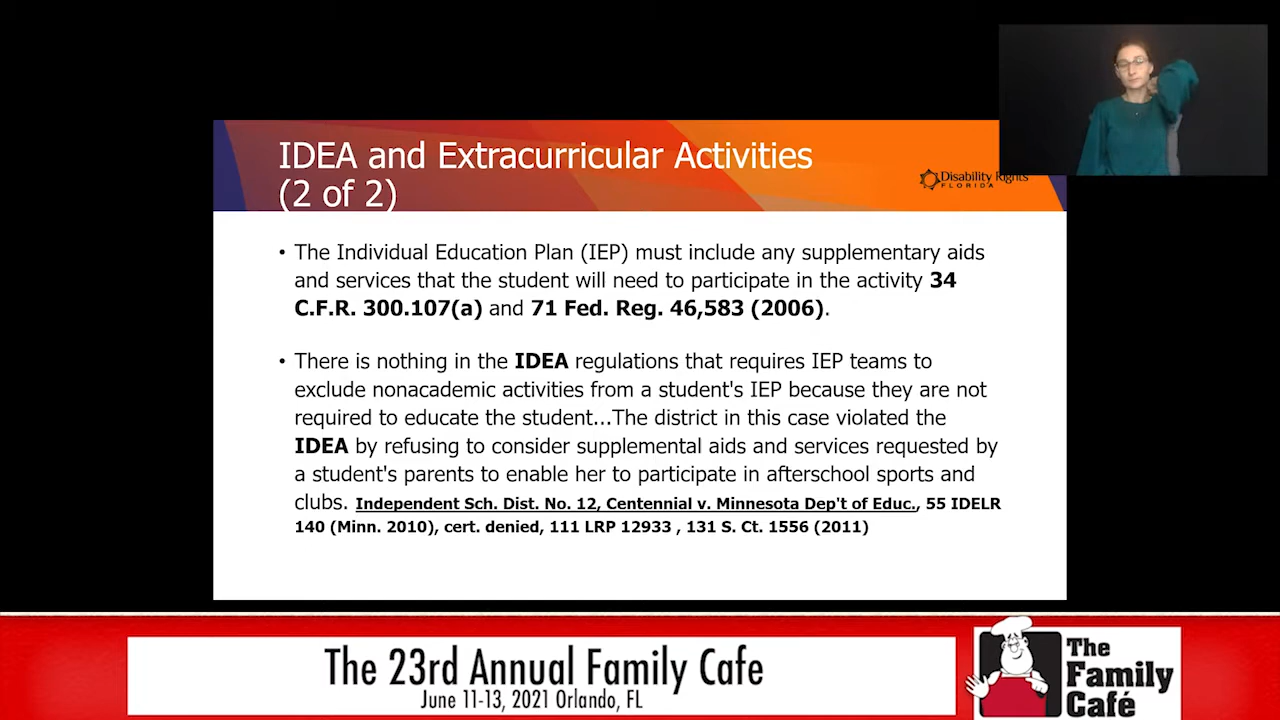 IDEA and Extracurricular Activities
(2 of 2)
Disability Rights
FLORIDA
• The Individual Education Plan (IEP) must include any supplementary aids
and services that the student will need to participate in the activity 34
C.F.R. 300.107(a) and 71 Fed. Reg. 46,583 (2006).
• There is nothing in the IDEA regulations that requires IEP teams to
exclude nonacademic activities from a student's IEP because they are not
required to educate the student...The district in this case violated the
IDEA by refusing to consider supplemental aids and services requested by
a student's parents to enable her to participate in afterschool sports and
clubs. Independent Sch. Dist. No. 12, Centennial v. Minnesota Dep't of Educ., 55 IDELR
140 (Minn. 2010), cert. denied, 111 LRP 12933 , 131 S. Ct. 1556 (2011)
The 23rd Annual Family Cafe
June 11-13, 2021 Orlando, FL
The
Family
Café